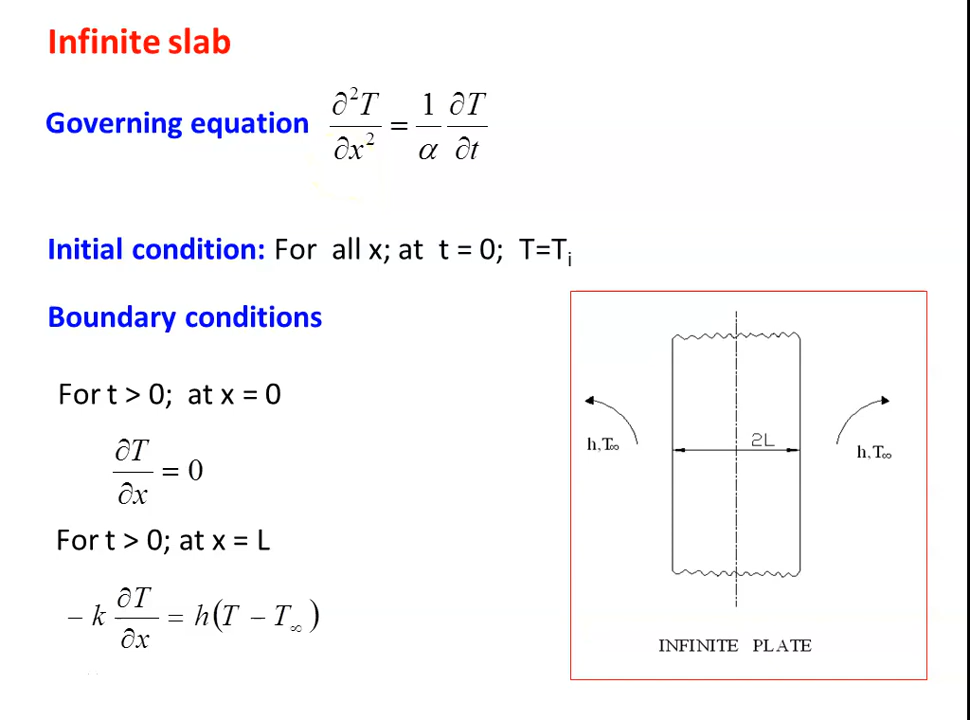 Infinite slab
Governing equation ∂²T/∂x² = 1/α ∂T/∂t
Initial condition: For all x; at t = 0; T=Tᵢ
Boundary conditions
For t > 0; at x = 0
∂T/∂x = 0
For t > 0; at x = L
− k ∂T/∂x = h(T − T∞)
2L
h,T∞
h,T∞
INFINITE PLATE